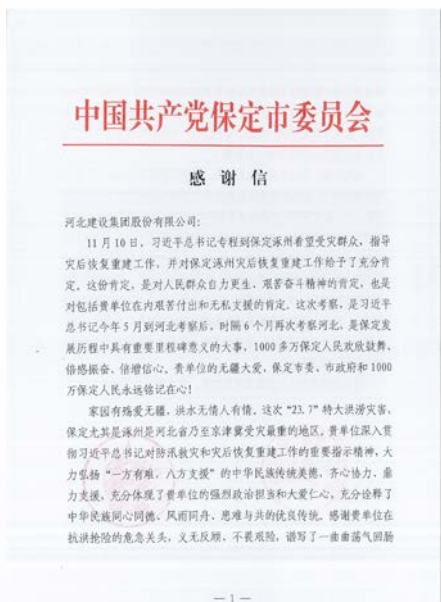 中国共产党保定市委员会
感谢信
河北建设集团股份有限公司:
11月10日，习近平总书记专程到保定涿州看望受灾群众，指导
灾后恢复重建工作，并对保定涿州灾后恢复重建工作给予了充分肯
定。这份肯定，是对人民群众自力更生、艰苦奋斗精神的肯定，也是
对包括贵单位在内艰苦付出和无私支援的肯定。这次考察，是习近平
总书记今年5月到河北考察后，时隔6个月再次考察河北，是保定发
展历程中具有重要里程碑意义的大事，1000多万保定人民欢欣鼓舞、
倍感振奋、倍增信心。贵单位的无疆大爱，保定市委、市政府和1000
万保定人民永远铭记在心!
家园有殇爱无疆，洪水无情人有情。这次“23.7”特大洪涝灾害，
保定尤其是涿州是河北省乃至京津冀受灾最重的地区，贵单位深入贯
彻习近平总书记对防汛救灾和灾后恢复重建工作的重要指示精神，大
力弘扬“一方有难、八方支援”的中华民族传统美德，齐心协力、鼎
力支援，充分体现了贵单位的强烈政治担当和大爱仁心，充分诠释了
中华民族同心同德、风雨同舟、患难与共的优良传统。感谢贵单位在
抗洪抢险的危急关头，义无反顾、不畏艰险，谱写了一曲曲荡气回肠
— 1 —